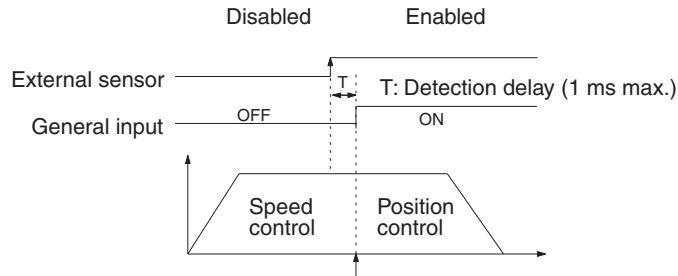 Disabled Enabled
External sensor
T
T: Detection delay (1 ms max.)
General input
OFF
ON
Speed
control
Position
control